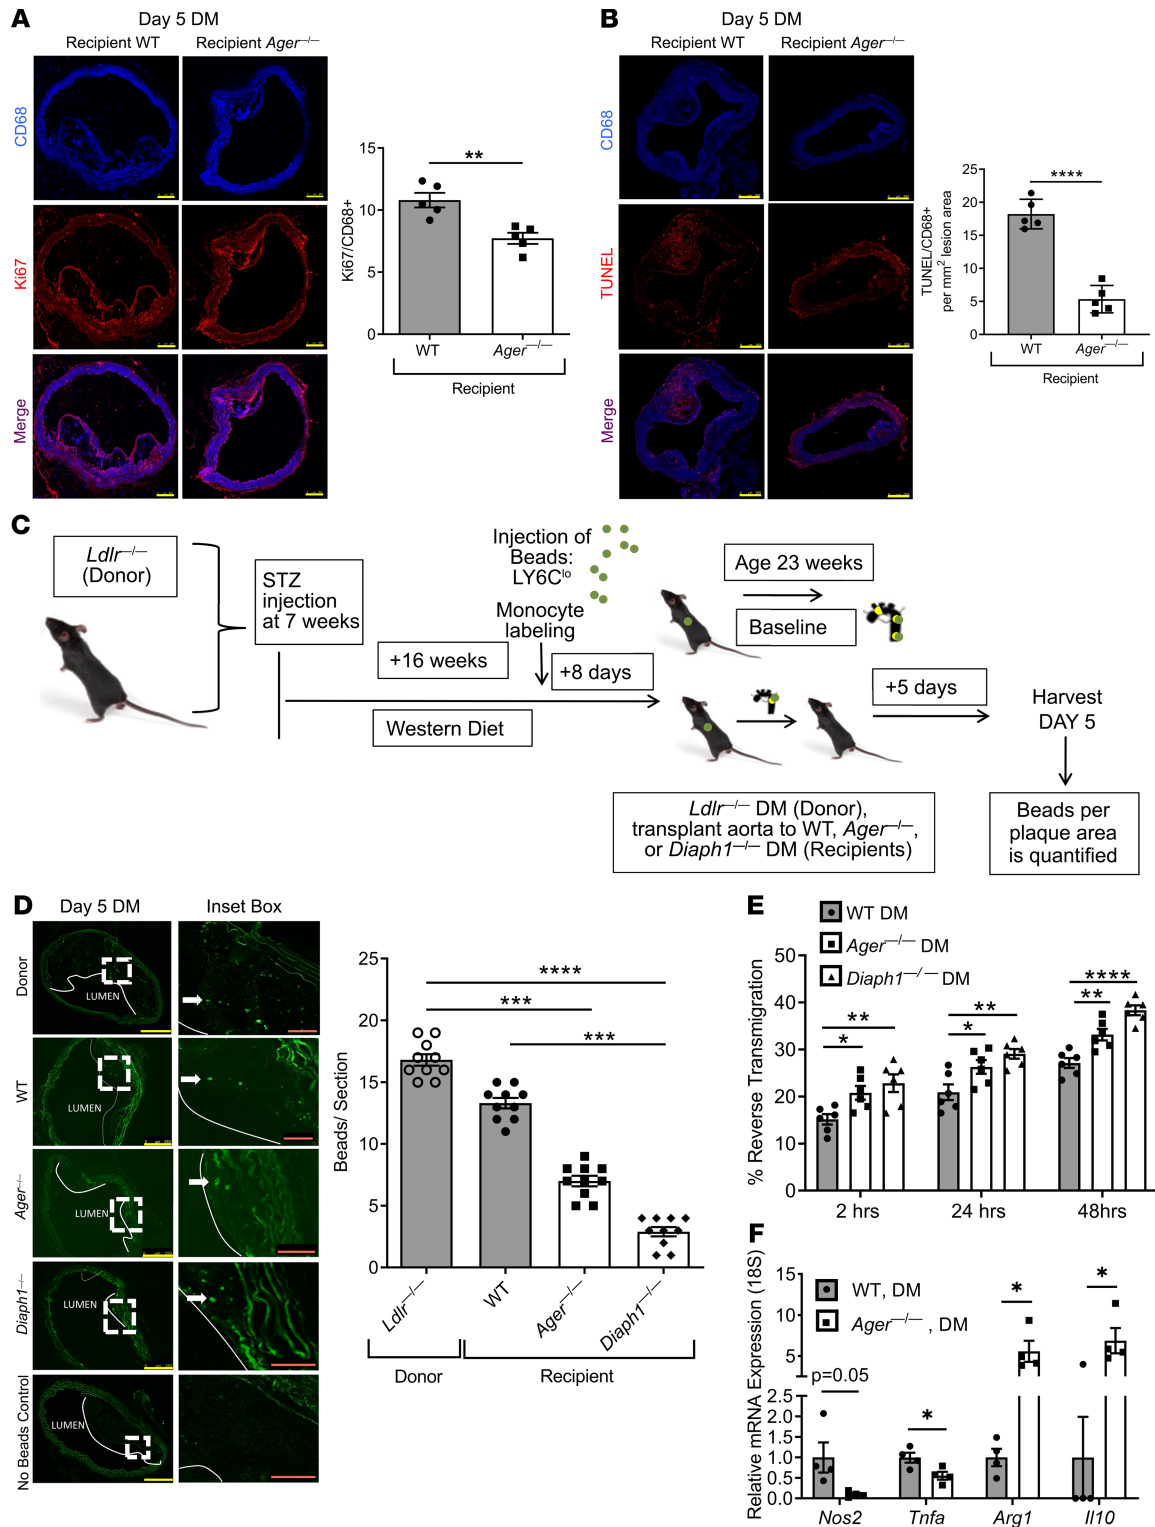 A
Day 5 DM
Recipient WT
Recipient Ager–/–
CD68
Ki67
Merge
Ki67/CD68+
15
10
5
0
**
WT
Ager–/–
Recipient
B
Day 5 DM
Recipient WT
Recipient Ager–/–
CD68
TUNEL
Merge
TUNEL/CD68+
per mm2 lesion area
25
20
15
10
5
0
****
WT
Ager–/–
Recipient
C
Ldlr–/–
(Donor)
STZ
injection
at 7 weeks
+16 weeks
Western Diet
Injection of
Beads:
LY6Clo
Monocyte
labeling
+8 days
Age 23 weeks
Baseline
+5 days
Harvest
DAY 5
Ldlr–/– DM (Donor),
transplant aorta to WT, Ager–/–,
or Diaph1–/– DM (Recipients)
Beads per
plaque area
is quantified
D
Day 5 DM
Inset Box
Donor
LUMEN
WT
LUMEN
Ager–/–
LUMEN
Diaph1–/–
LUMEN
No Beads Control
LUMEN
Beads/ Section
25
20
15
10
5
0
****
***
***
Ldlr–/–
WT
Ager–/–
Diaph1–/–
Donor
Recipient
E
WT DM
Ager–/– DM
Diaph1–/– DM
% Reverse Transmigration
50
40
30
20
10
0
*
**
*
**
**
****
2 hrs
24 hrs
48hrs
F
Relative mRNA Expression (18S)
WT, DM
Ager–/– , DM
15
10
5
2.5
2.0
1.5
1.0
0.5
0.0
p=0.05
*
*
*
Nos2
Tnfa
Arg1
Il10